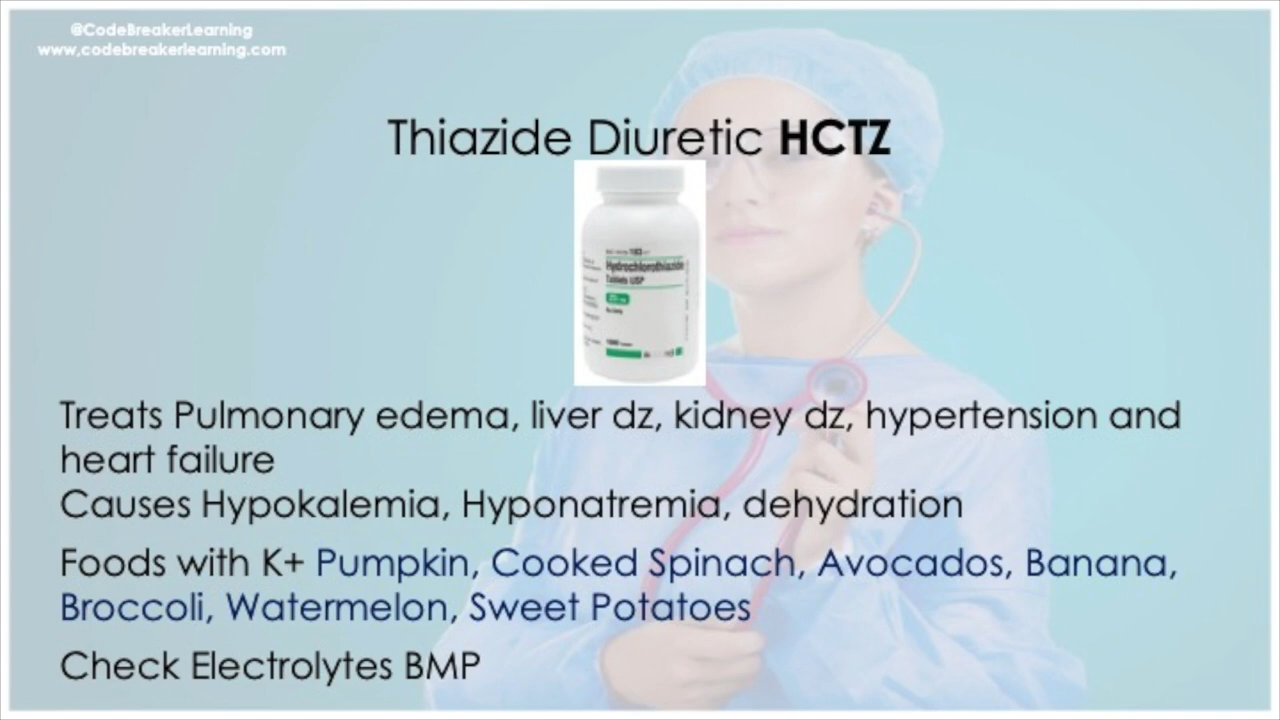 @CodeBreakerLearning
www,codebreakerlearning.com
Thiazide Diuretic HCTZ
Hydrochlorothiazide
Tablets USP
Treats Pulmonary edema, liver dz, kidney dz, hypertension and
heart failure
Causes Hypokalemia, Hyponatremia, dehydration
Foods with K+ Pumpkin, Cooked Spinach, Avocados, Banana,
Broccoli, Watermelon, Sweet Potatoes
Check Electrolytes BMP